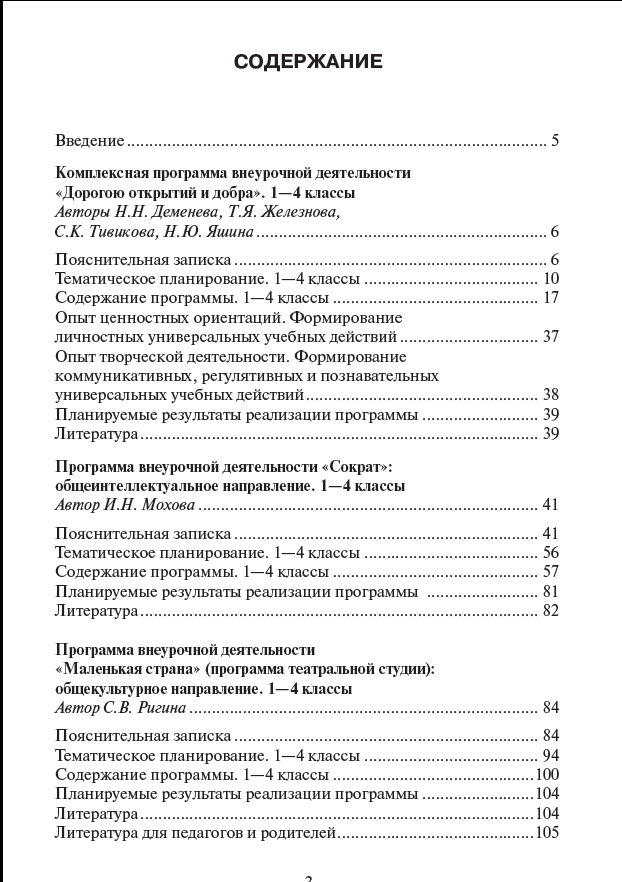 СОДЕРЖАНИЕ
Введение ........ 5
Комплексная программа внеурочной деятельности
«Дорогою открытий и добра». 1—4 классы
Авторы Н.Н. Деменева, Т.Я. Железнова,
С.К. Тивикова, Н.Ю. Яшина ........ 6
Пояснительная записка ........ 6
Тематическое планирование. 1—4 классы ........ 10
Содержание программы. 1—4 классы ........ 17
Опыт ценностных ориентаций. Формирование
личностных универсальных учебных действий ........ 37
Опыт творческой деятельности. Формирование
коммуникативных, регулятивных и познавательных
универсальных учебных действий ........ 38
Планируемые результаты реализации программы ........ 39
Литература ........ 39
Программа внеурочной деятельности «Сократ»:
общеинтеллектуальное направление. 1—4 классы
Автор И.Н. Мохова ........ 41
Пояснительная записка ........ 41
Тематическое планирование. 1—4 классы ........ 56
Содержание программы. 1—4 классы ........ 57
Планируемые результаты реализации программы ........ 81
Литература ........ 82
Программа внеурочной деятельности
«Маленькая страна» (программа театральной студии):
общекультурное направление. 1—4 классы
Автор С.В. Ригина ........ 84
Пояснительная записка ........ 84
Тематическое планирование. 1—4 классы ........ 94
Содержание программы. 1—4 классы ........ 100
Планируемые результаты реализации программы ........ 104
Литература ........ 104
Литература для педагогов и родителей ........ 105